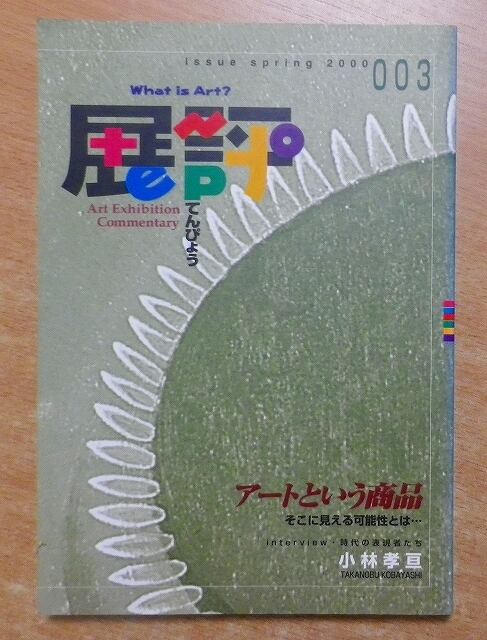 issue spring 2000 003
What is Art?
展評
Art Exhibition
Commentary
てんぴょう
アートという商品
そこに見える可能性とは…
interview・時代の表現者たち
小林孝亘
TAKANOBU KOBAYASHI